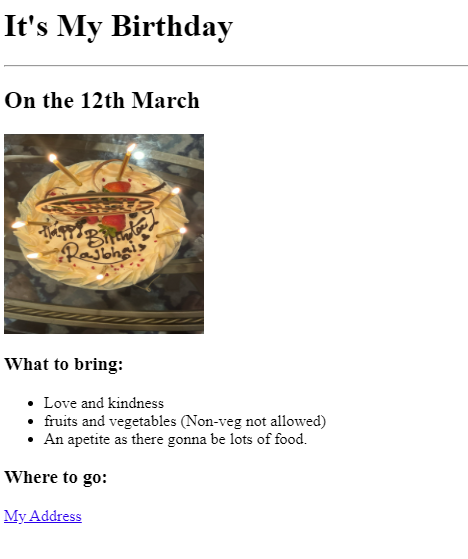 It's My Birthday
On the 12th March
Happy
Birthday
Rajbhai
What to bring:
Love and kindness
fruits and vegetables (Non-veg not allowed)
An apetite as there gonna be lots of food.
Where to go:
My Address